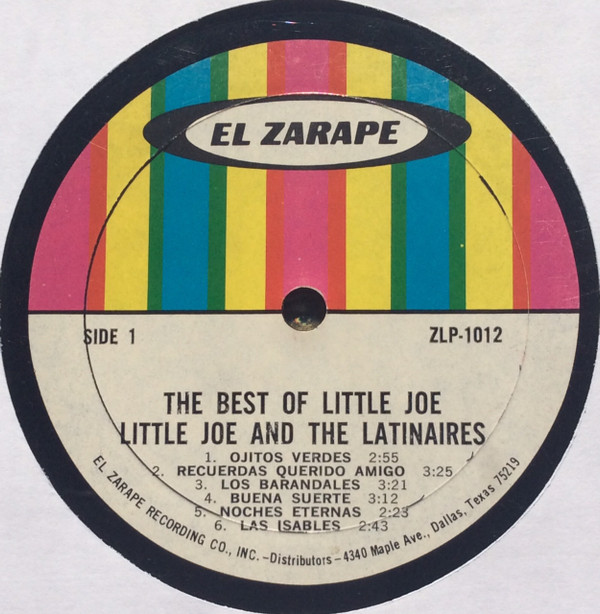 EL ZARAPE
SIDE 1
ZLP-1012
THE BEST OF LITTLE JOE
LITTLE JOE AND THE LATINAIRES
1. OJITOS VERDES 2:55
2. RECUERDAS QUERIDO AMIGO 3:25
3. LOS BARANDALES 3:21
4. BUENA SUERTE 3:12
5. NOCHES ETERNAS 2:23
6. LAS ISABLES 2:43
EL ZARAPE RECORDING CO., INC. -Distributors- 4340 Maple Ave., Dallas, Texas 75219